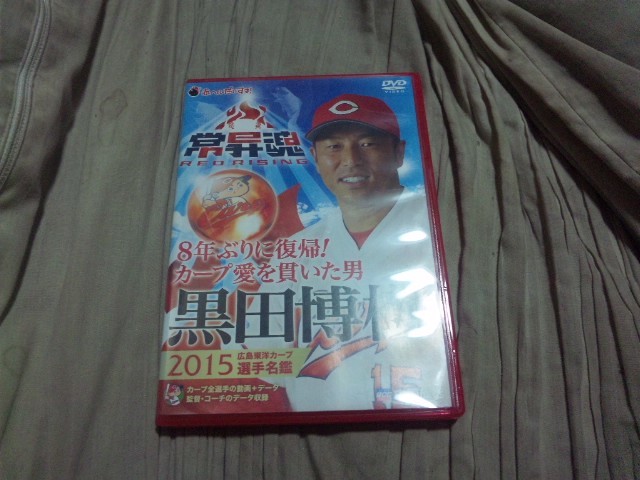 DVD
VIDEO
常昇魂
RED RISING
8年ぶりに復帰!
カープ愛を貫いた男
黒田博樹
2015 広島東洋カープ
選手名鑑
カープ全選手の動画+データ
監督・コーチのデータ収録
15